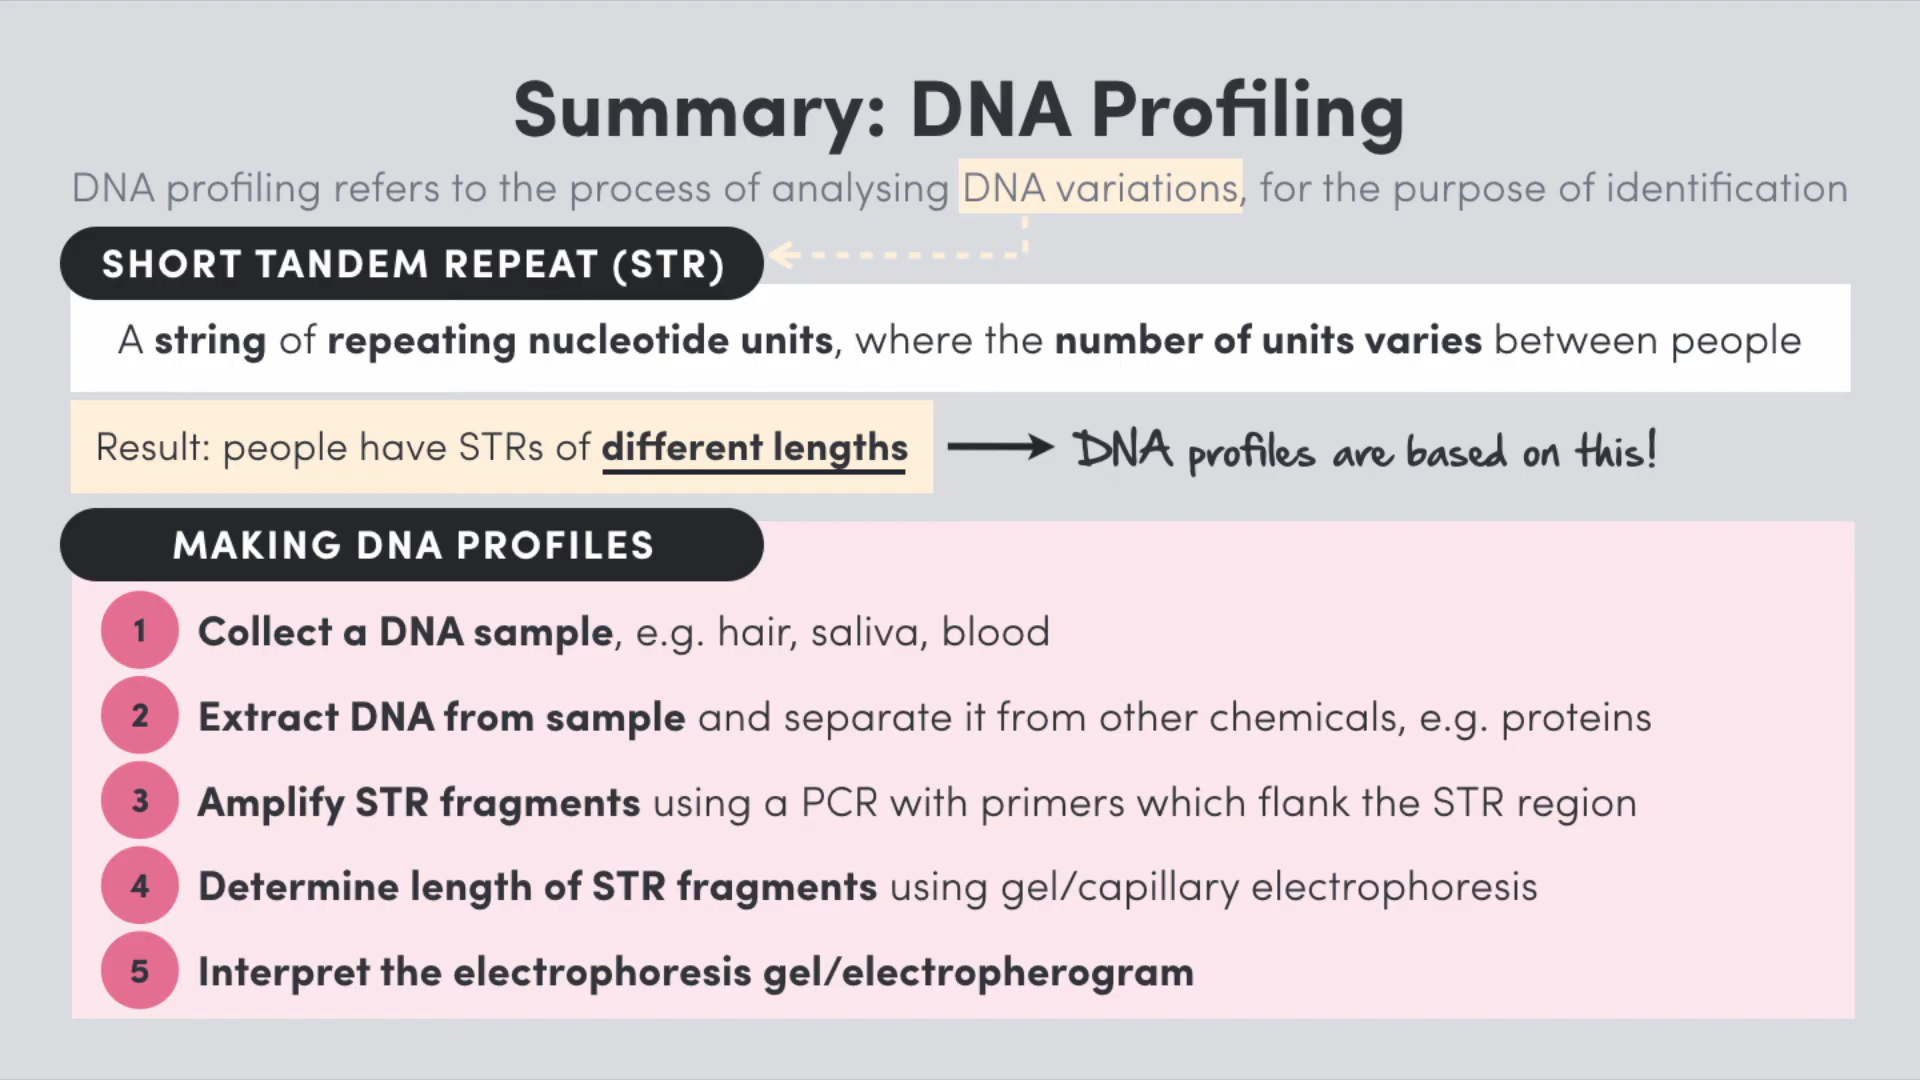 Summary: DNA Profiling
DNA profiling refers to the process of analysing DNA variations, for the purpose of identification
SHORT TANDEM REPEAT (STR)
A string of repeating nucleotide units, where the number of units varies between people
Result: people have STRs of different lengths
DNA profiles are based on this!
MAKING DNA PROFILES
1 Collect a DNA sample, e.g. hair, saliva, blood
2 Extract DNA from sample and separate it from other chemicals, e.g. proteins
3 Amplify STR fragments using a PCR with primers which flank the STR region
4 Determine length of STR fragments using gel/capillary electrophoresis
5 Interpret the electrophoresis gel/electropherogram